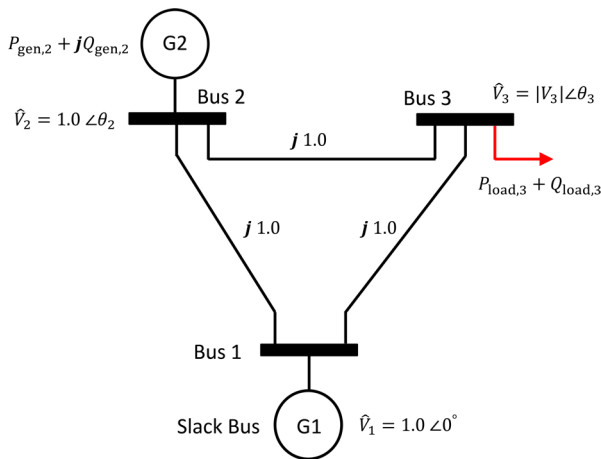 P_gen,2 + jQ_gen,2
G2
V̂_2 = 1.0 ∠θ_2
Bus 2
Bus 3
V̂_3 = |V_3|∠θ_3
j 1.0
P_load,3 + Q_load,3
j 1.0
j 1.0
Bus 1
Slack Bus
G1
V̂_1 = 1.0 ∠0°